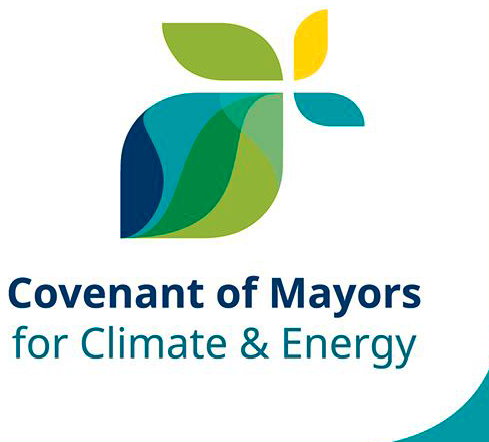 Covenant of Mayors
for Climate & Energy